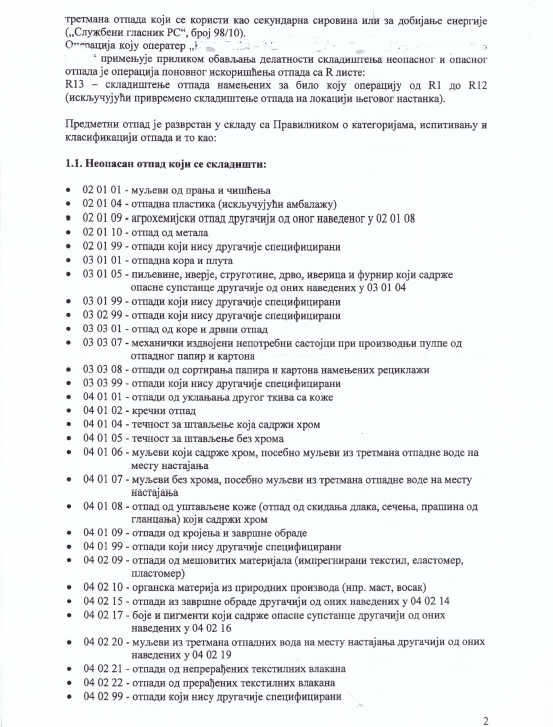 третмана отпада који се користи као секундарна сировина или за добијање енергије
(„Службени гласник РС“, број 98/10).
Операција коју оператер
примењује приликом обављања делатности складиштења неопасног и опасног
отпада је операција поновног искоришћења отпада са R листе:
R13 – складиштење отпада намењених за било коју операцију од R1 до R12
(искључујући привремено складиштење отпада на локацији његовог настанка).
Предметни отпад је разврстан у складу са Правилником о категоријама, испитивању и
класификацији отпада и то као:
1.1. Неопасан отпад који се складишти:
• 02 01 01 - муљеви од прања и чишћења
• 02 01 04 - отпадна пластика (искључујући амбалажу)
• 02 01 09 - агрохемијски отпад другачији од оног наведеног у 02 01 08
• 02 01 10 - отпад од метала
• 02 01 99 - отпади који нису другачије специфицирани
• 03 01 01 - отпадна кора и плута
• 03 01 05 - пиљевине, иверје, струготине, дрво, иверица и фурнир који садрже
опасне супстанце другачије од оних наведених у 03 01 04
• 03 01 99 - отпади који нису другачије специфицирани
• 03 02 99 - отпади који нису другачије специфицирани
• 03 03 01 - отпад од коре и дрвни отпад
• 03 03 07 - механички издвојени непотребни састојци при производњи пулпе од
отпадног папир и картона
• 03 03 08 - отпади од сортирања папира и картона намењених рециклажи
• 03 03 99 - отпади који нису другачије специфицирани
• 04 01 01 - отпади од уклањања другог ткива са коже
• 04 01 02 - кречни отпад
• 04 01 04 - течност за штављење која садржи хром
• 04 01 05 - течност за штављење без хрома
• 04 01 06 - муљеви који садрже хром, посебно муљеви из третмана отпадне воде на
месту настајања
• 04 01 07 - муљеви без хрома, посебно муљеви из третмана отпадне воде на месту
настајања
• 04 01 08 - отпад од уштављене коже (отпад од скидања длака, сечења, прашина од
гланцања) који садржи хром
• 04 01 09 - отпади од кројења и завршне обраде
• 04 01 99 - отпади који нису другачије специфицирани
• 04 02 09 - отпади од мешовитих материјала (импрегнирани текстил, еластомер,
пластомер)
• 04 02 10 - органска материја из природних производа (нпр. маст, восак)
• 04 02 15 - отпади из завршне обраде другачији од оних наведених у 04 02 14
• 04 02 17 - боје и пигменти који садрже опасне супстанце другачији од оних
наведених у 04 02 16
• 04 02 20 - муљеви из третмана отпадних вода на месту настајања другачији од оних
наведених у 04 02 19
• 04 02 21 - отпади од непрерађених текстилних влакана
• 04 02 22 - отпади од прерађених текстилних влакана
• 04 02 99 - отпади који нису другачије специфицирани
2